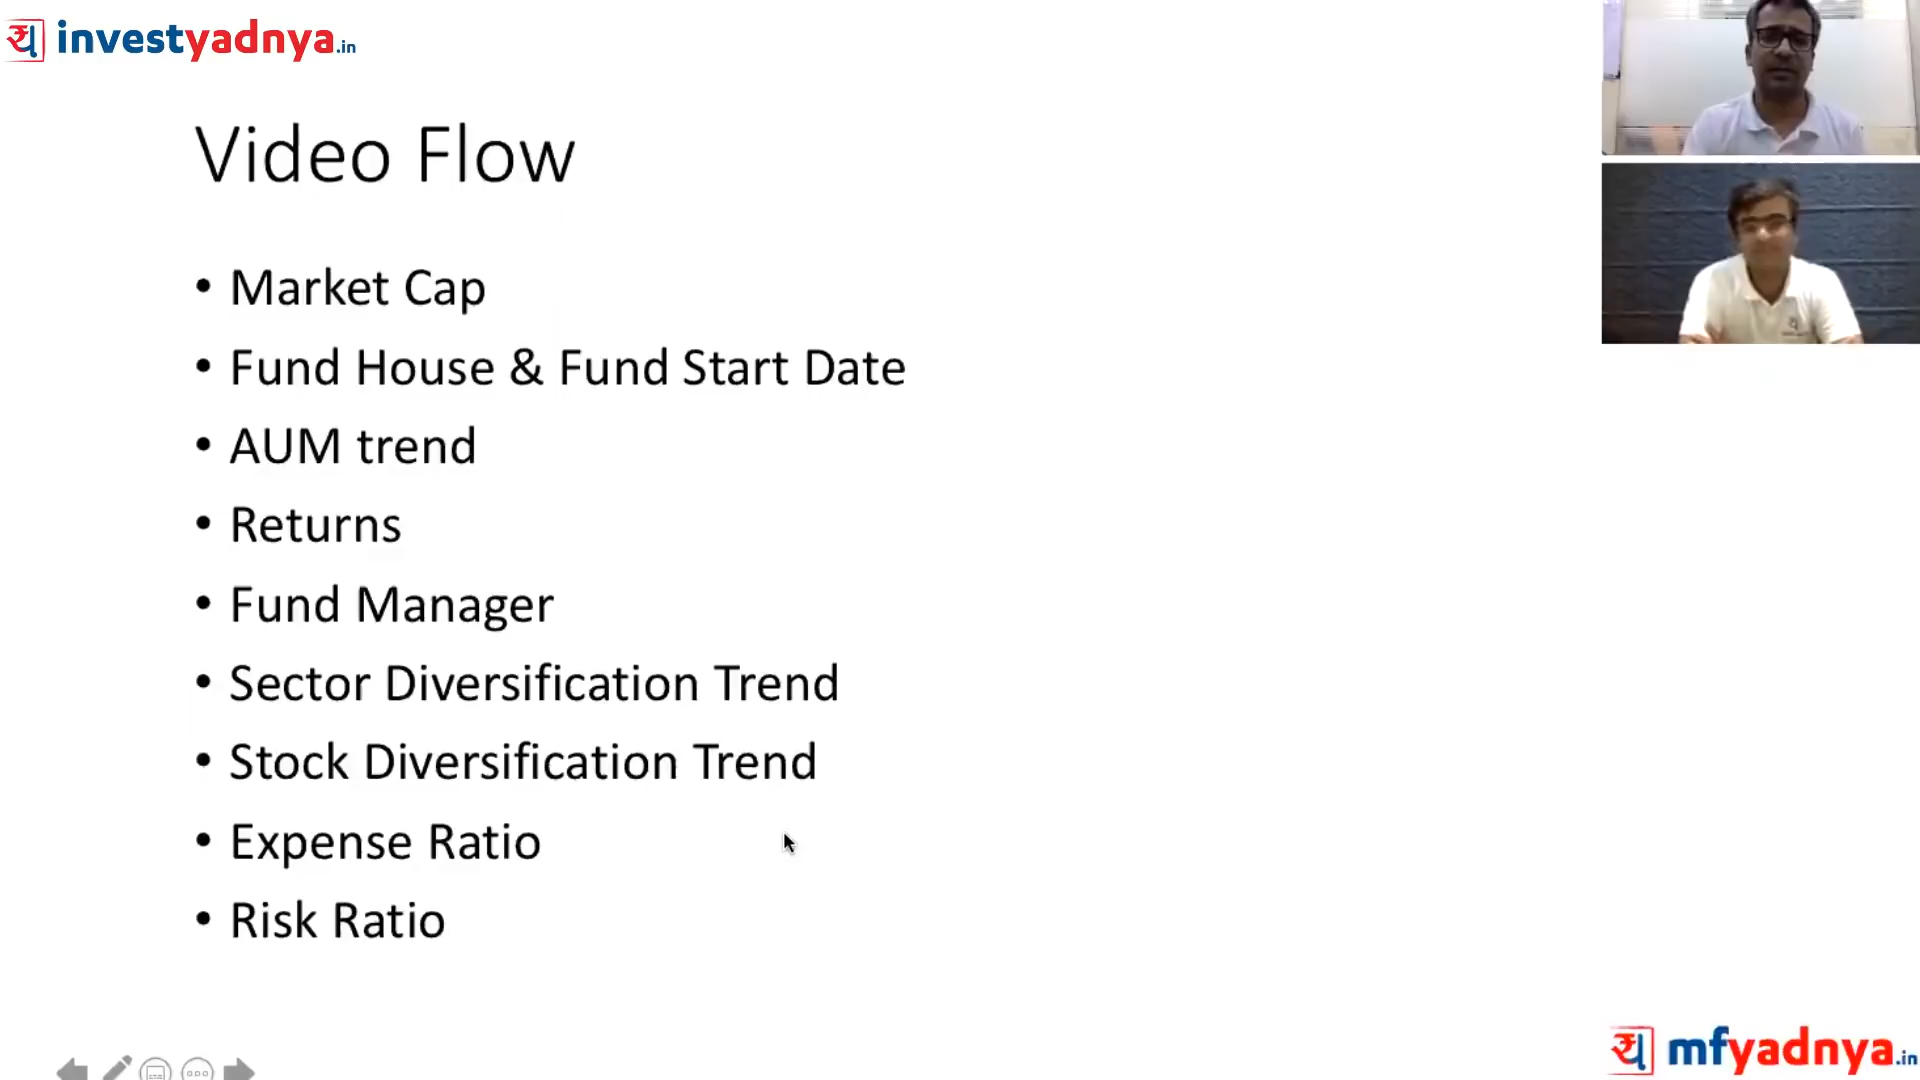 investyadnya.in
Video Flow
• Market Cap
• Fund House & Fund Start Date
• AUM trend
• Returns
• Fund Manager
• Sector Diversification Trend
• Stock Diversification Trend
• Expense Ratio
• Risk Ratio
mfyadnya.in